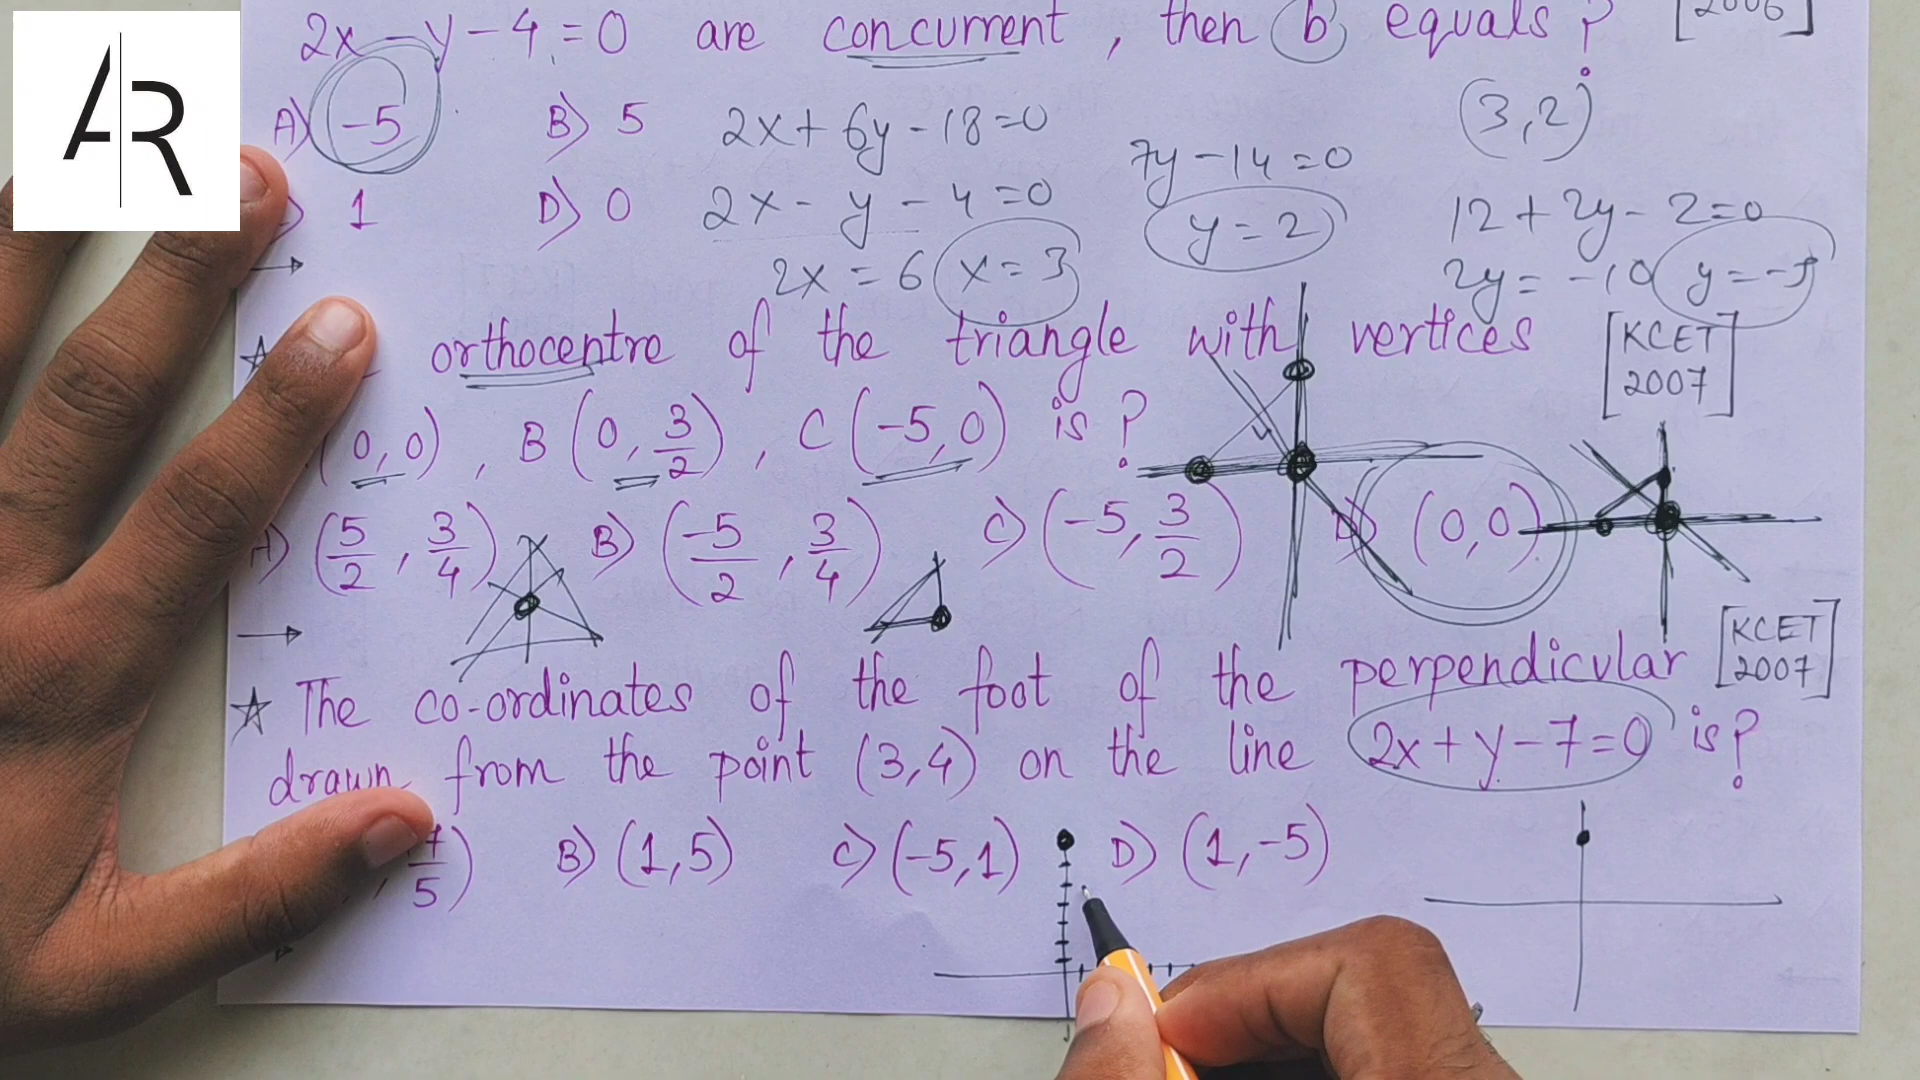 AR
2x - y - 4 = 0 are concurrent, then b equals?
A) -5 B) 5 2x + 6y - 18 = 0 7y - 14 = 0 (3, 2)
1 D) 0 2x - y - 4 = 0 y = 2 12 + 2y - 2 = 0
→ 2x = 6 x = 3 2y = -10 y = -5
☆ orthocentre of the triangle with vertices [KCET 2007]
(0,0), B (0, 3/2), C (-5,0) is?
A) (5/2, 3/4) B) (-5/2, 3/4) C) (-5, 3/2) D) (0,0)
→
☆ The co-ordinates of the foot of the perpendicular [KCET 2007]
drawn from the point (3,4) on the line 2x + y - 7 = 0 is?
B) (1,5) C) (-5,1) D) (1,-5)